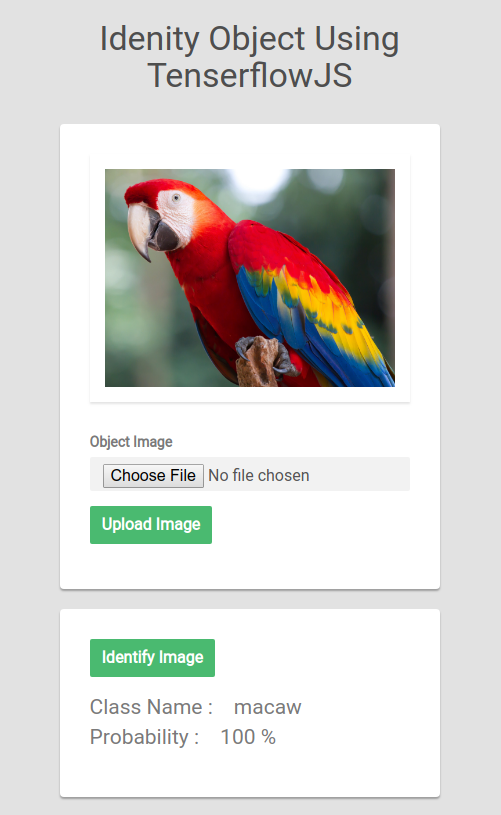 Idenity Object Using
TenserflowJS
Object Image
Choose File No file chosen
Upload Image
Identify Image
Class Name : macaw
Probability : 100 %